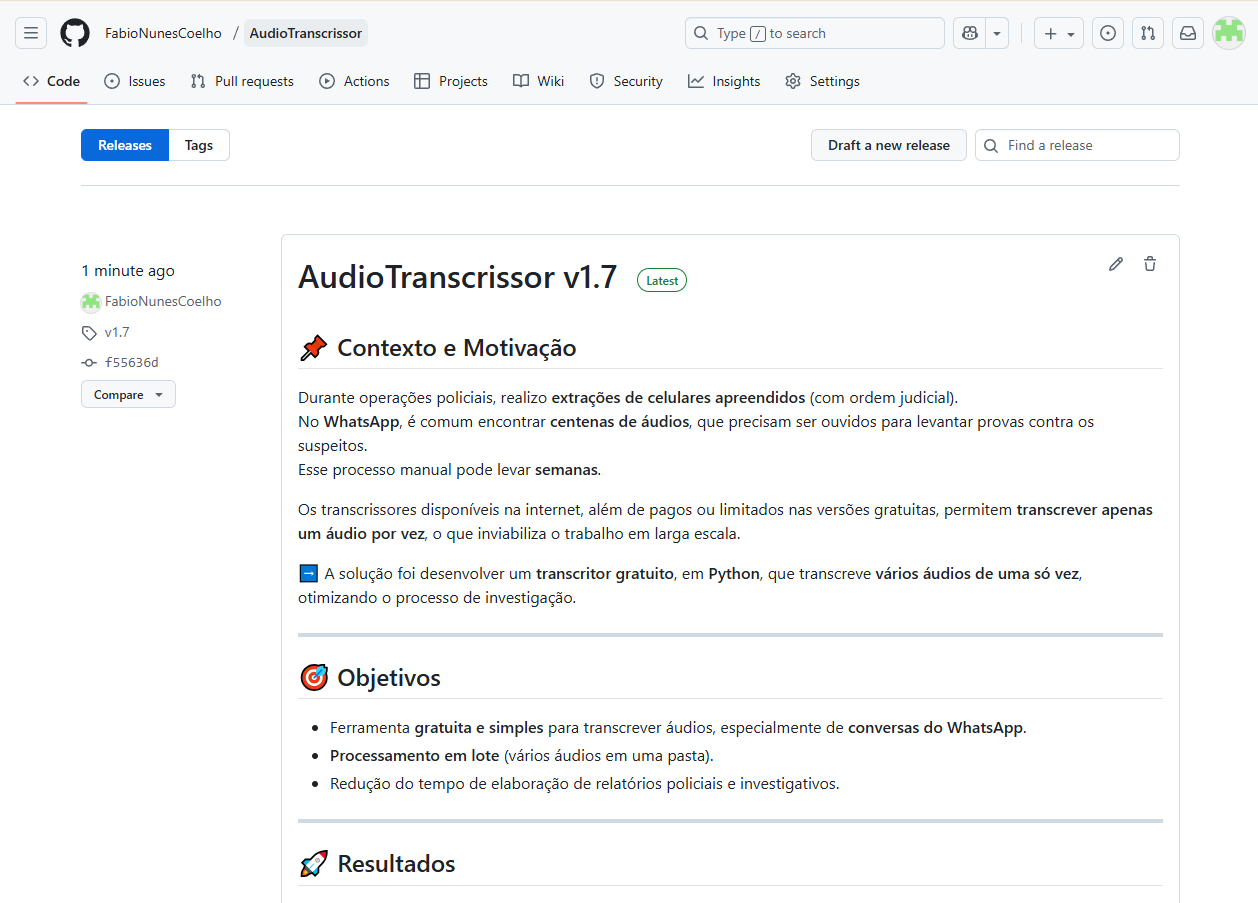 FabioNunesCoelho / AudioTranscrissor
Type / to search
Code
Issues
Pull requests
Actions
Projects
Wiki
Security
Insights
Settings
Releases
Tags
Draft a new release
Find a release
1 minute ago
FabioNunesCoelho
v1.7
f55636d
Compare
AudioTranscrissor v1.7 Latest
Contexto e Motivação
Durante operações policiais, realizo extrações de celulares apreendidos (com ordem judicial).
No WhatsApp, é comum encontrar centenas de áudios, que precisam ser ouvidos para levantar provas contra os
suspeitos.
Esse processo manual pode levar semanas.
Os transcrissores disponíveis na internet, além de pagos ou limitados nas versões gratuitas, permitem transcrever apenas
um áudio por vez, o que inviabiliza o trabalho em larga escala.
A solução foi desenvolver um transcritor gratuito, em Python, que transcreve vários áudios de uma só vez,
otimizando o processo de investigação.
Objetivos
Ferramenta gratuita e simples para transcrever áudios, especialmente de conversas do WhatsApp.
Processamento em lote (vários áudios em uma pasta).
Redução do tempo de elaboração de relatórios policiais e investigativos.
Resultados